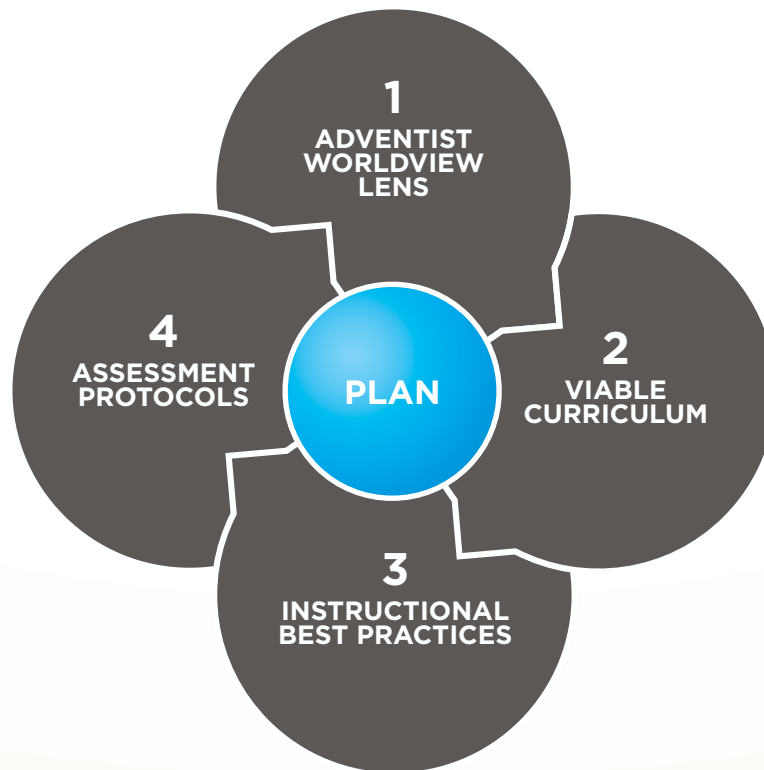 1
ADVENTIST
WORLDVIEW
LENS
4
ASSESSMENT
PROTOCOLS
PLAN
2
VIABLE
CURRICULUM
3
INSTRUCTIONAL
BEST PRACTICES